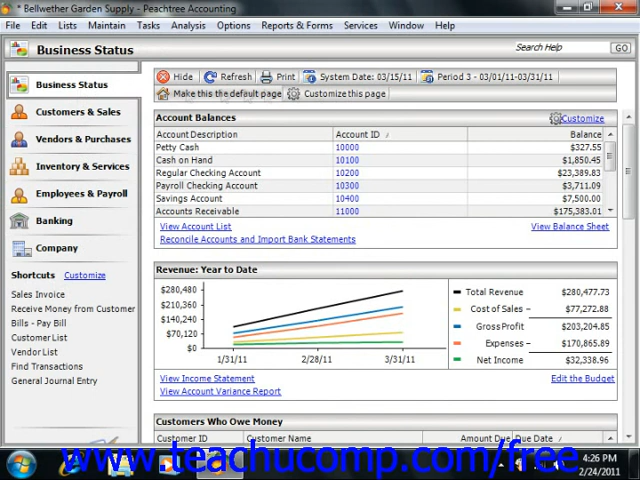 * Bellwether Garden Supply - Peachtree Accounting
File Edit Lists Maintain Tasks Analysis Options Reports & Forms Services Window Help
Business Status
Search Help
GO
Business Status
Customers & Sales
Vendors & Purchases
Inventory & Services
Employees & Payroll
Banking
Company
Shortcuts Customize
Sales Invoice
Receive Money from Customer
Bills - Pay Bill
Customer List
Vendor List
Find Transactions
General Journal Entry
Hide Refresh Print System Date: 03/15/11 Period 3 - 03/01/11-03/31/11
Make this the default page Customize this page
Account Balances Customize
Account Description Account ID Balance
Petty Cash 10000 $327.55
Cash on Hand 10100 $1,850.45
Regular Checking Account 10200 $23,389.83
Payroll Checking Account 10300 $3,711.09
Savings Account 10400 $7,500.00
Accounts Receivable 11000 $175,383.01
View Account List View Balance Sheet
Reconcile Accounts and Import Bank Statements
Revenue: Year to Date
$280,480
$210,360
$140,240
$70,120
$0
1/31/11 2/28/11 3/31/11
Total Revenue $280,477.73
Cost of Sales - $77,272.88
Gross Profit $203,204.85
Expenses - $170,865.89
Net Income $32,338.96
View Income Statement Edit the Budget
View Account Variance Report
Customers Who Owe Money
Customer ID Customer Name Amount Due Due Date
www.teachucomp.com/free
4:26 PM
2/24/2011